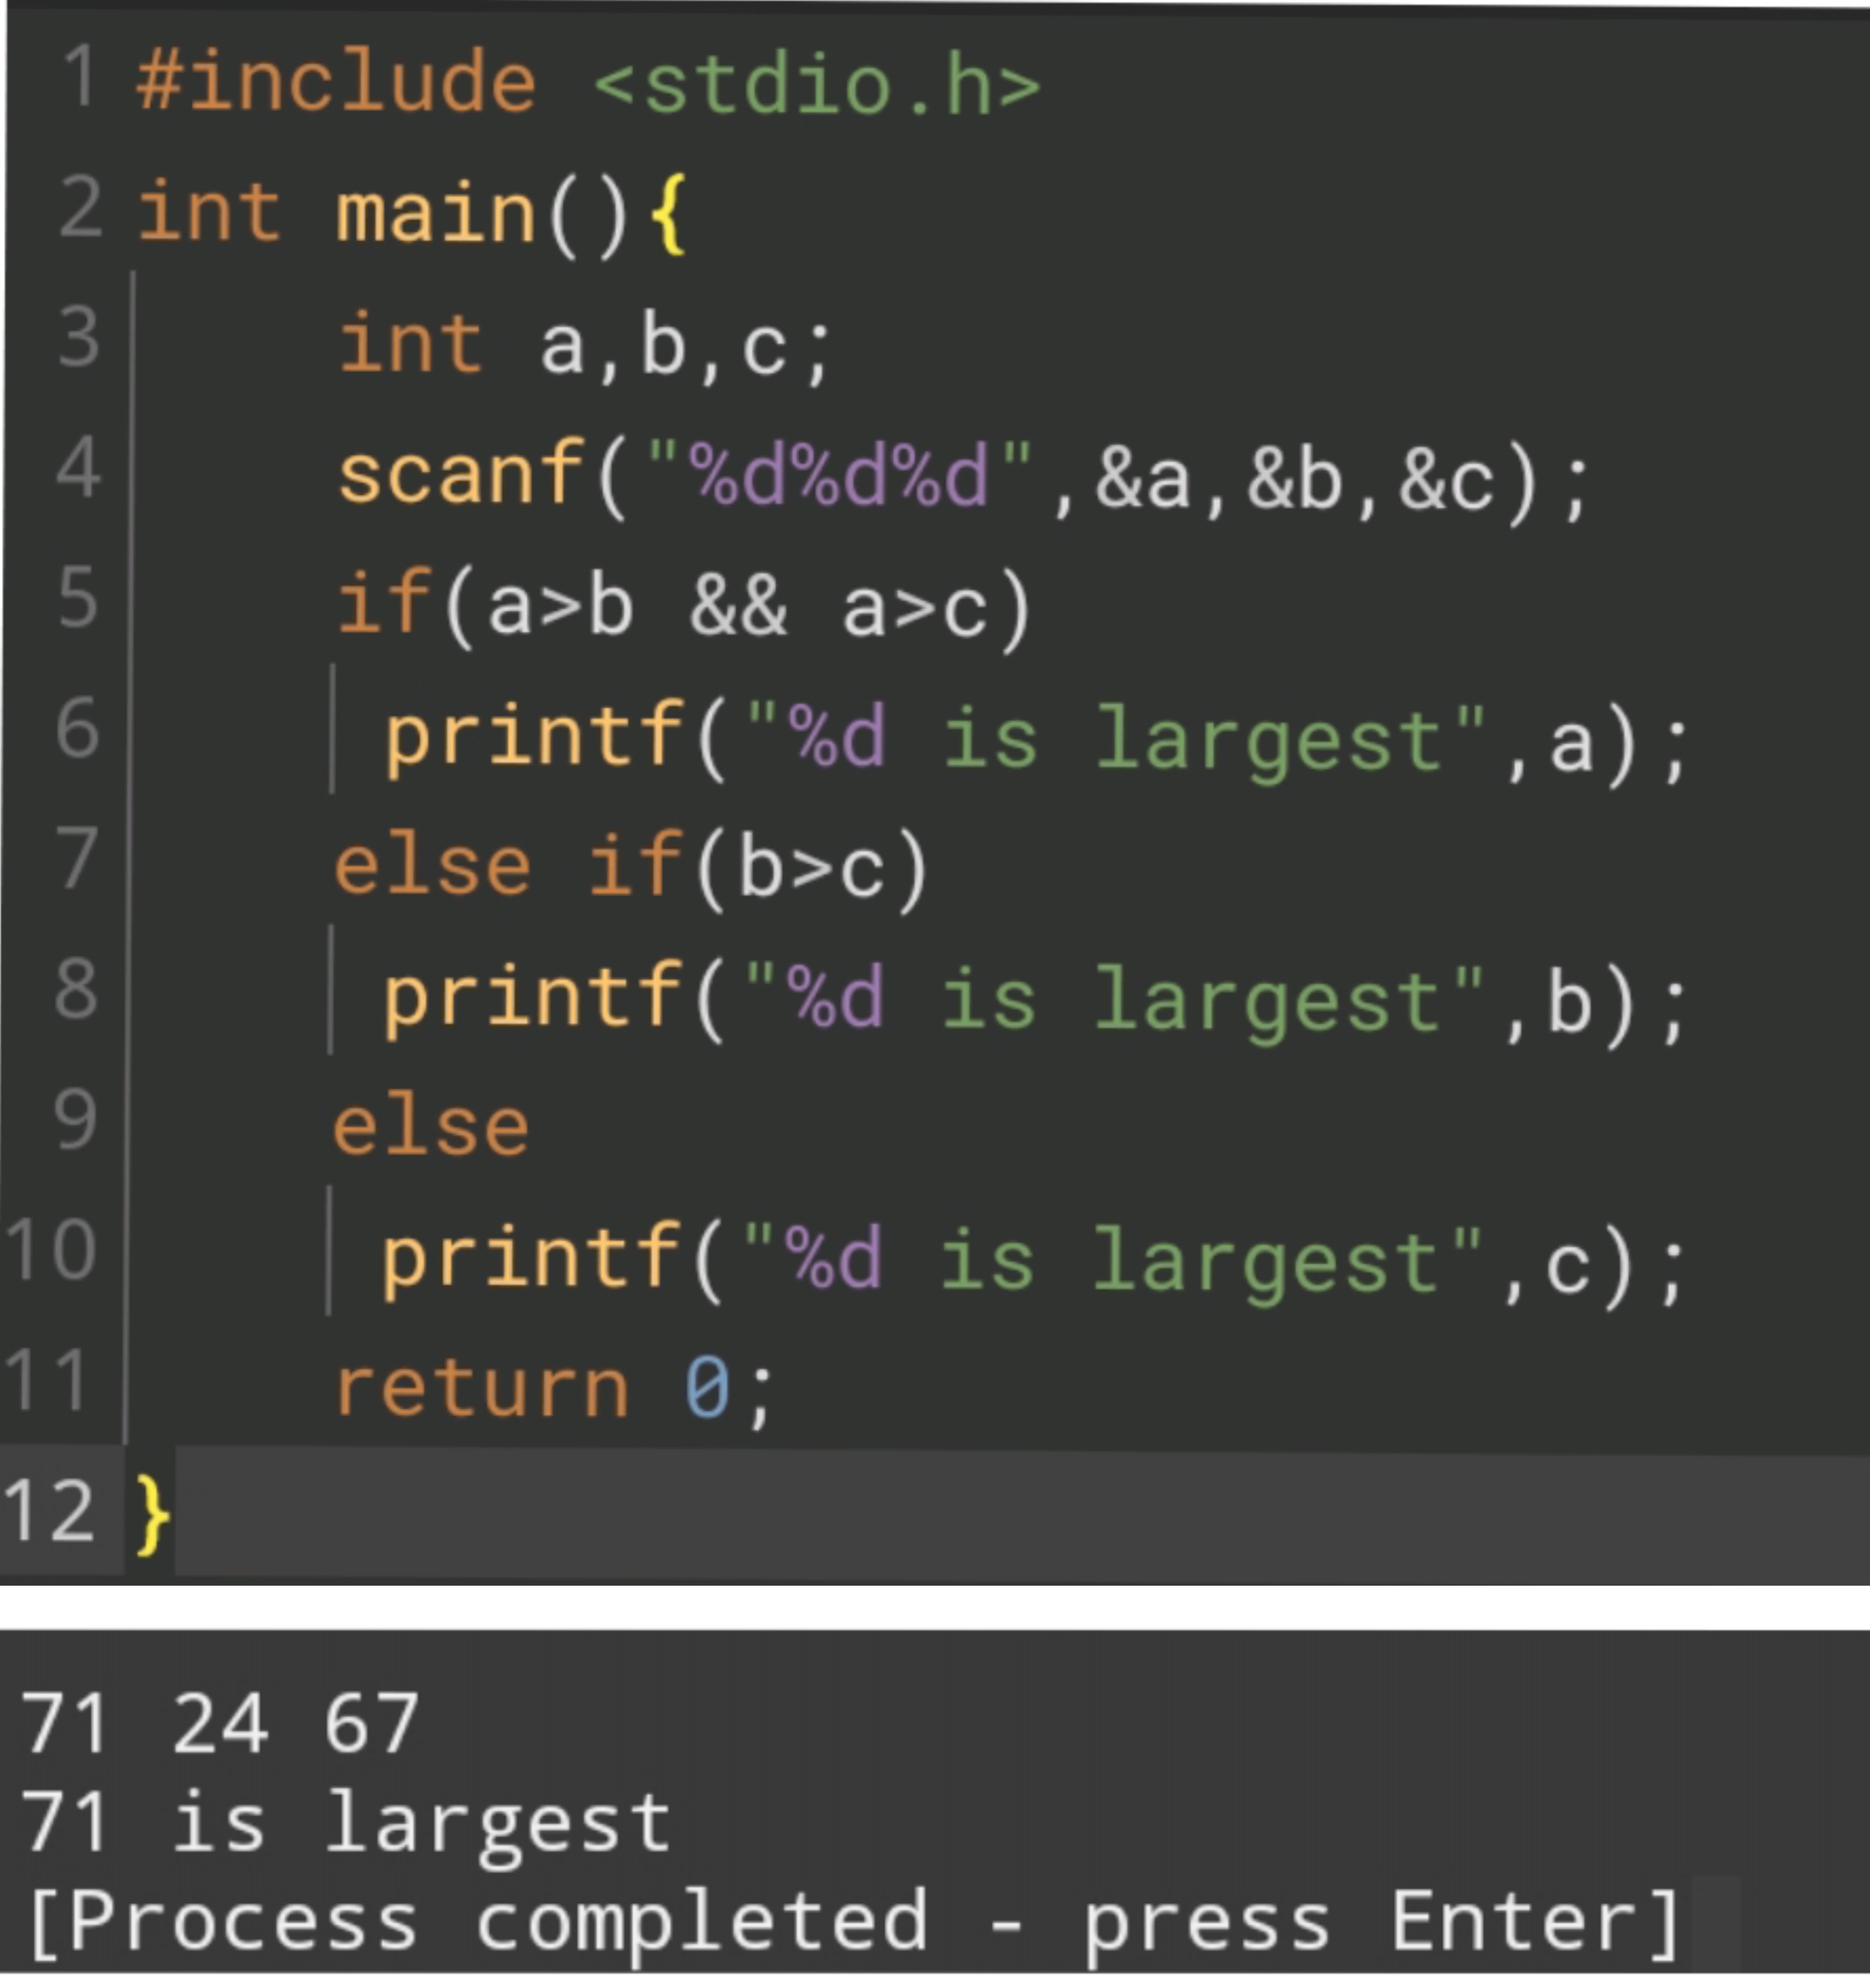 1 #include <stdio.h>
2 int main(){
3 int a,b,c;
4 scanf("%d%d%d",&a,&b,&c);
5 if(a>b && a>c)
6 printf("%d is largest",a);
7 else if(b>c)
8 printf("%d is largest",b);
9 else
10 printf("%d is largest",c);
11 return 0;
12 }
71 24 67
71 is largest
[Process completed - press Enter]